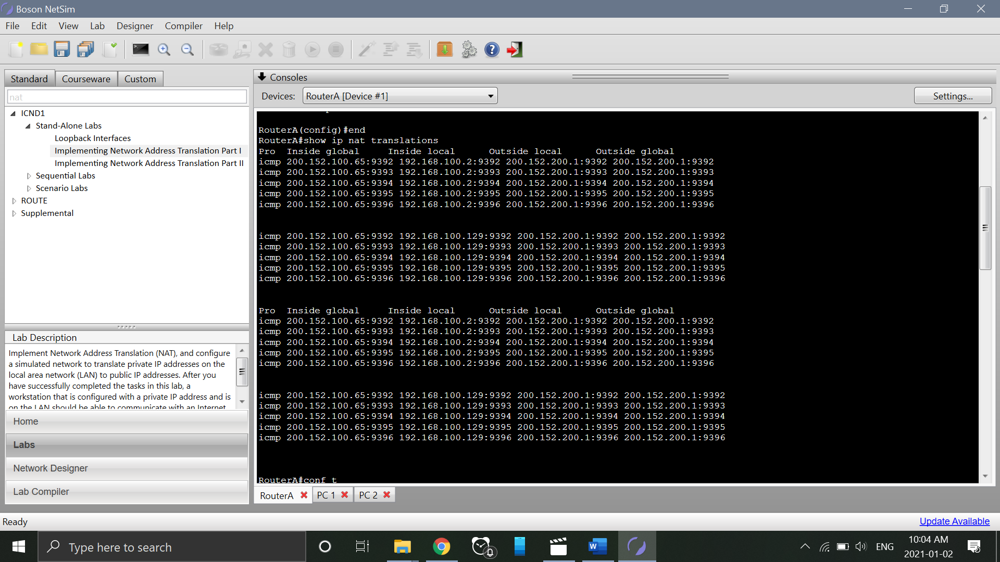 Boson NetSim
File Edit View Lab Designer Compiler Help
Standard Courseware Custom
nat
ICND1
Stand-Alone Labs
Loopback Interfaces
Implementing Network Address Translation Part I
Implementing Network Address Translation Part II
Sequential Labs
Scenario Labs
ROUTE
Supplemental
Lab Description
Implement Network Address Translation (NAT), and configure
a simulated network to translate private IP addresses on the
local area network (LAN) to public IP addresses. After you
have successfully completed the tasks in this lab, a
workstation that is configured with a private IP address and is
on the LAN should be able to communicate with an Internet
Home
Labs
Network Designer
Lab Compiler
Consoles
Devices: RouterA [Device #1] Settings...
RouterA(config)#end
RouterA#show ip nat translations
Pro Inside global Inside local Outside local Outside global
icmp 200.152.100.65:9392 192.168.100.2:9392 200.152.200.1:9392 200.152.200.1:9392
icmp 200.152.100.65:9393 192.168.100.2:9393 200.152.200.1:9393 200.152.200.1:9393
icmp 200.152.100.65:9394 192.168.100.2:9394 200.152.200.1:9394 200.152.200.1:9394
icmp 200.152.100.65:9395 192.168.100.2:9395 200.152.200.1:9395 200.152.200.1:9395
icmp 200.152.100.65:9396 192.168.100.2:9396 200.152.200.1:9396 200.152.200.1:9396
icmp 200.152.100.65:9392 192.168.100.129:9392 200.152.200.1:9392 200.152.200.1:9392
icmp 200.152.100.65:9393 192.168.100.129:9393 200.152.200.1:9393 200.152.200.1:9393
icmp 200.152.100.65:9394 192.168.100.129:9394 200.152.200.1:9394 200.152.200.1:9394
icmp 200.152.100.65:9395 192.168.100.129:9395 200.152.200.1:9395 200.152.200.1:9395
icmp 200.152.100.65:9396 192.168.100.129:9396 200.152.200.1:9396 200.152.200.1:9396
Pro Inside global Inside local Outside local Outside global
icmp 200.152.100.65:9392 192.168.100.2:9392 200.152.200.1:9392 200.152.200.1:9392
icmp 200.152.100.65:9393 192.168.100.2:9393 200.152.200.1:9393 200.152.200.1:9393
icmp 200.152.100.65:9394 192.168.100.2:9394 200.152.200.1:9394 200.152.200.1:9394
icmp 200.152.100.65:9395 192.168.100.2:9395 200.152.200.1:9395 200.152.200.1:9395
icmp 200.152.100.65:9396 192.168.100.2:9396 200.152.200.1:9396 200.152.200.1:9396
icmp 200.152.100.65:9392 192.168.100.129:9392 200.152.200.1:9392 200.152.200.1:9392
icmp 200.152.100.65:9393 192.168.100.129:9393 200.152.200.1:9393 200.152.200.1:9393
icmp 200.152.100.65:9394 192.168.100.129:9394 200.152.200.1:9394 200.152.200.1:9394
icmp 200.152.100.65:9395 192.168.100.129:9395 200.152.200.1:9395 200.152.200.1:9395
icmp 200.152.100.65:9396 192.168.100.129:9396 200.152.200.1:9396 200.152.200.1:9396
RouterA#conf t
RouterA PC 1 PC 2
Ready Update Available
Type here to search
ENG
10:04 AM
2021-01-02